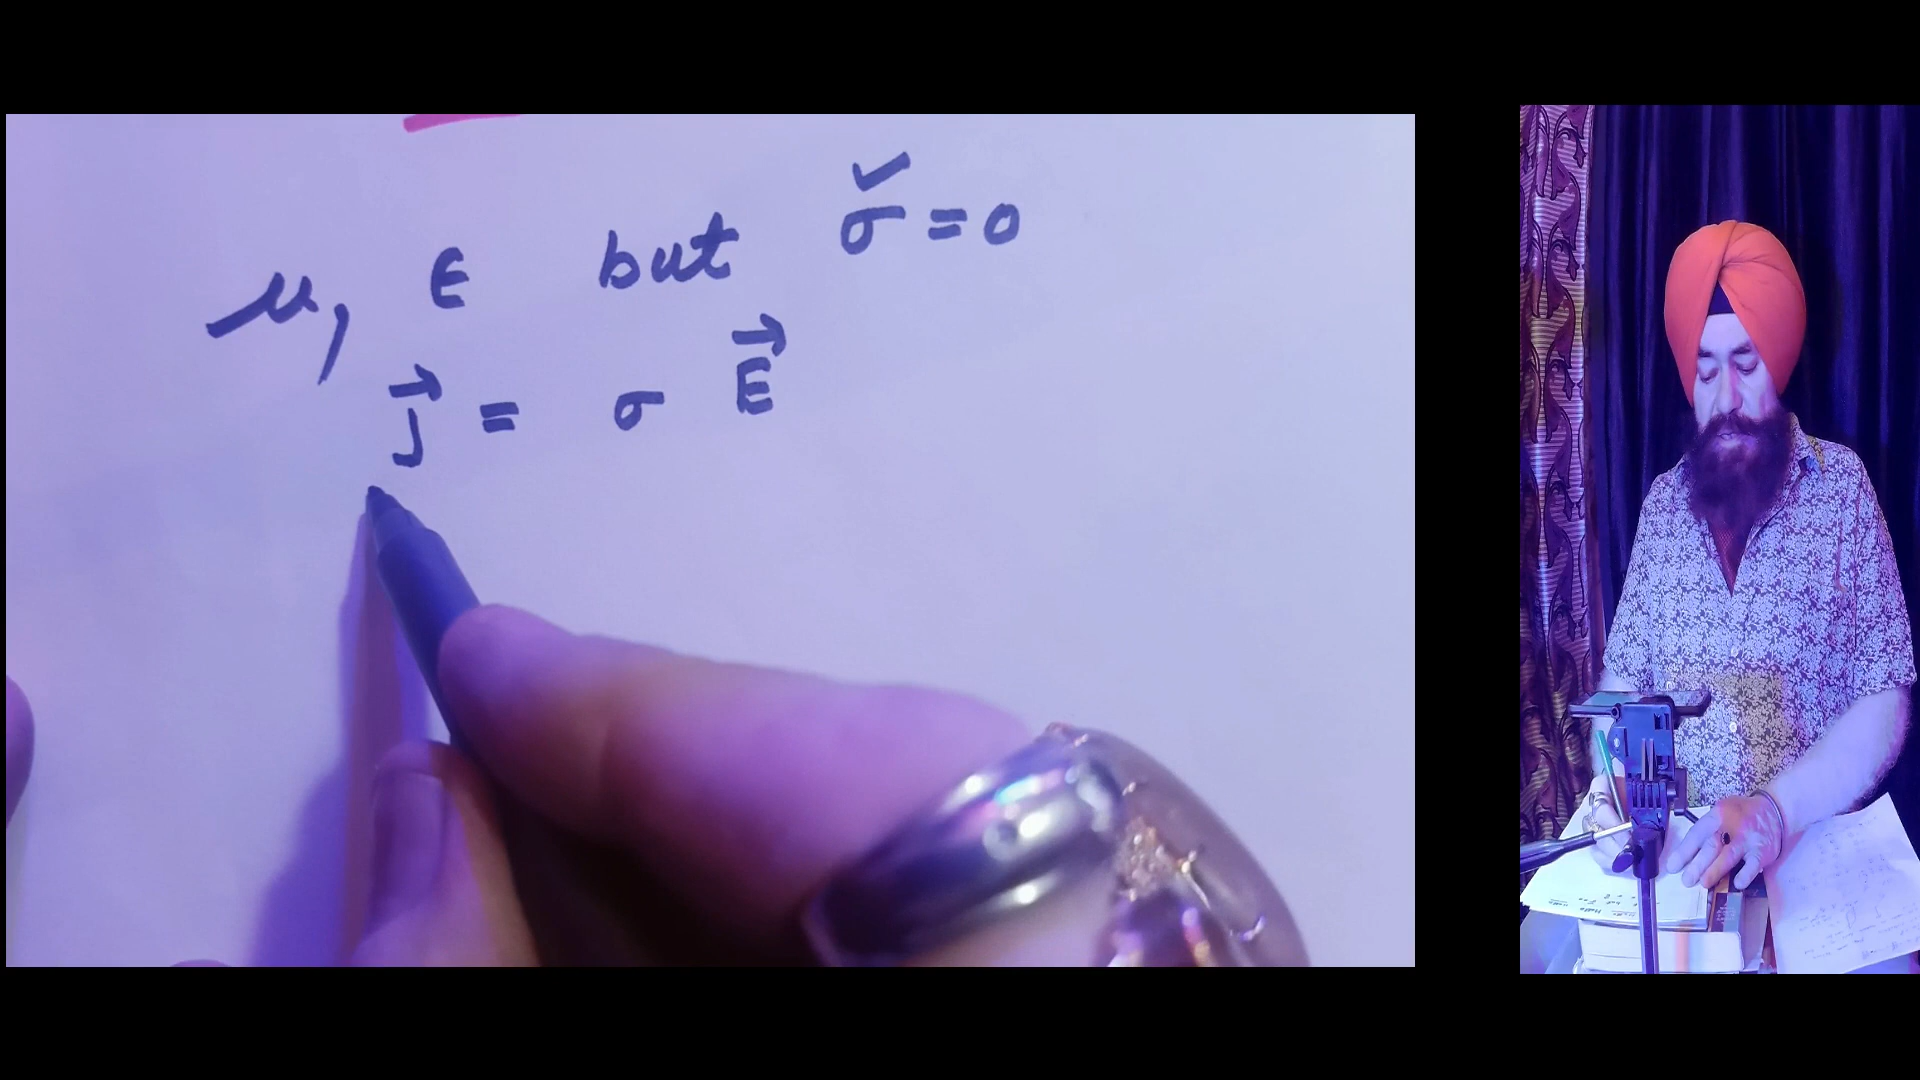 μ, ϵ but σ = 0
J⃗ = σ E⃗